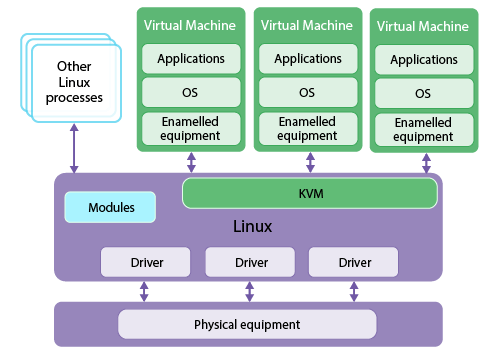 Other
Linux
processes
Virtual Machine
Applications
OS
Enamelled
equipment
Virtual Machine
Applications
OS
Enamelled
equipment
Virtual Machine
Applications
OS
Enamelled
equipment
Modules
KVM
Linux
Driver
Driver
Driver
Physical equipment